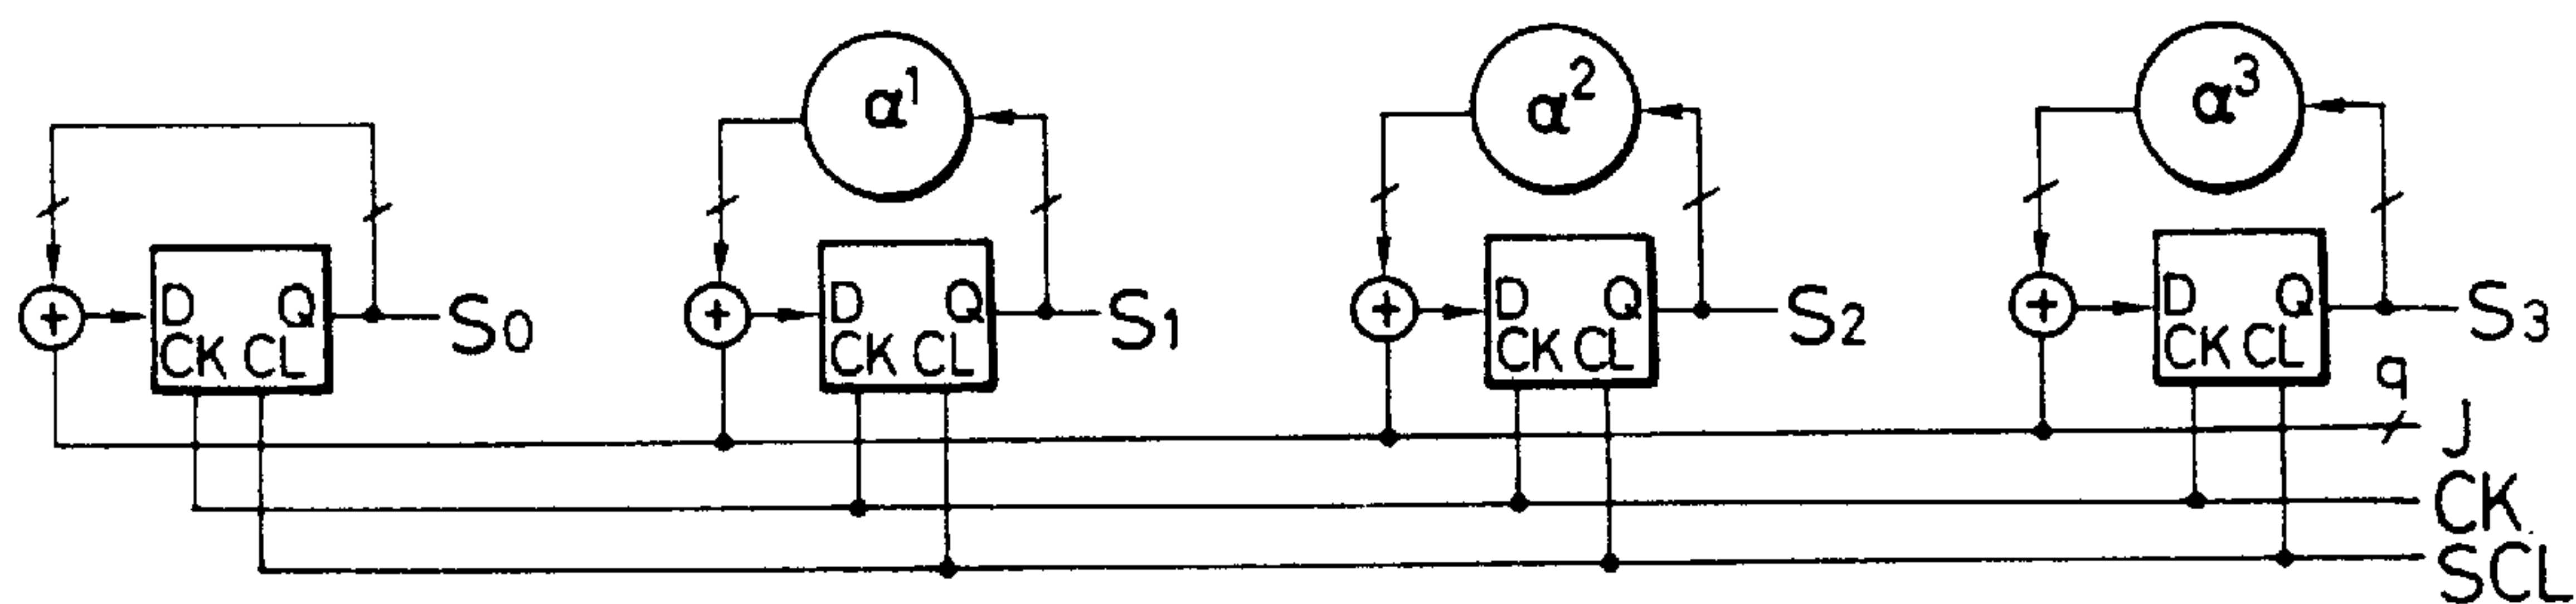 α1 α2 α3
+ D Q S0 + D Q S1 + D Q S2 + D Q S3
CK CL CK CL CK CL CK CL
q
J
CK
SCL